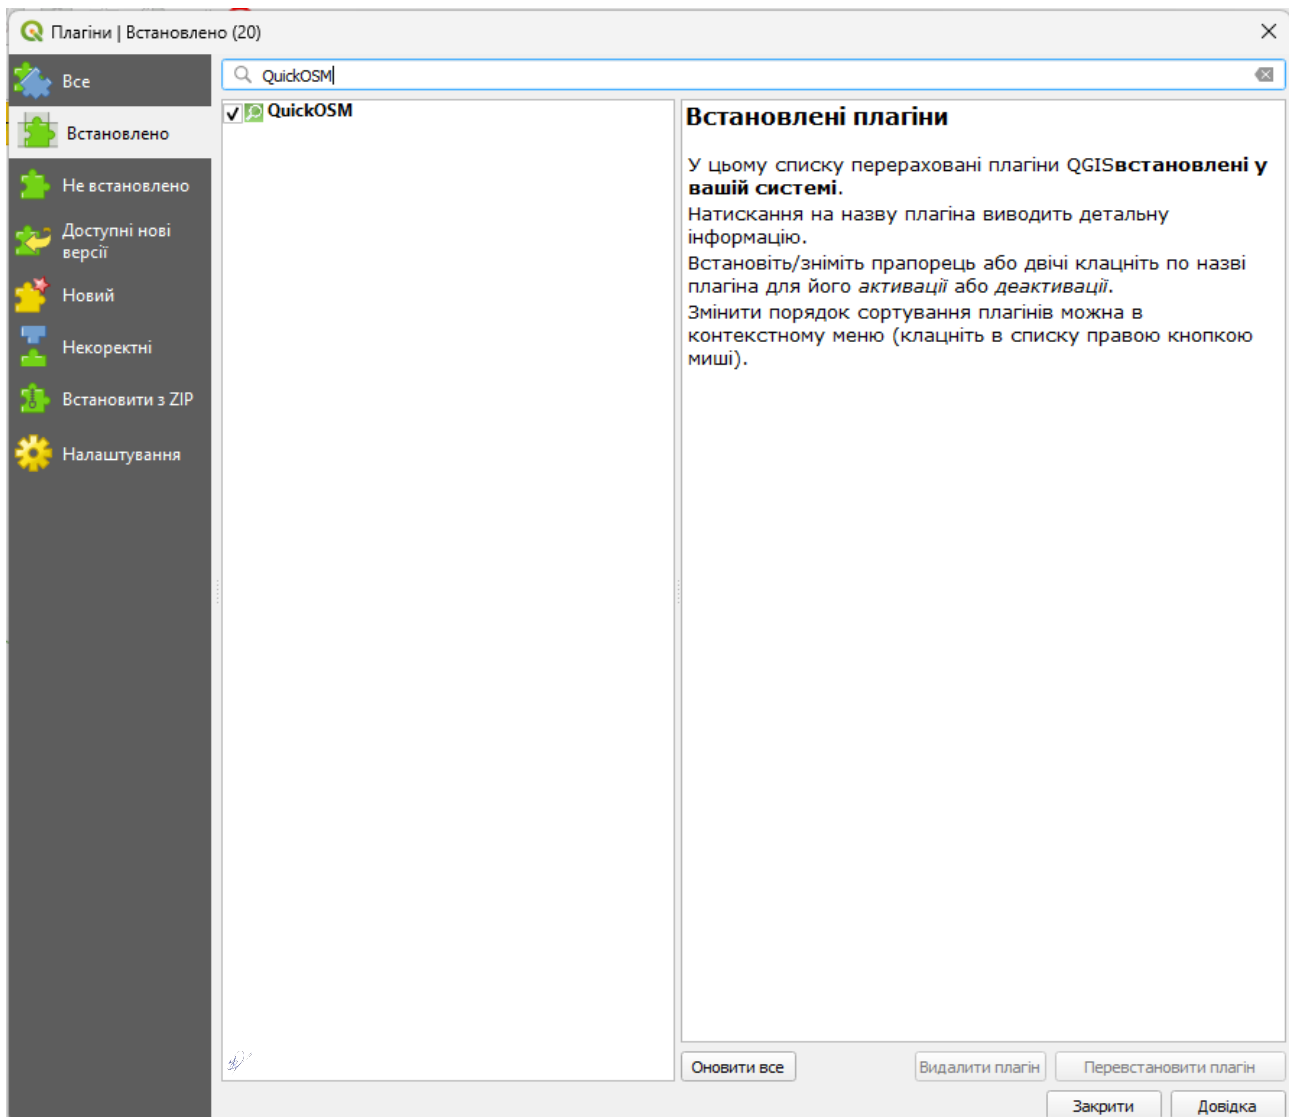 Плагіни | Встановлено (20)
Все
Встановлено
Не встановлено
Доступні нові
версії
Новий
Некоректні
Встановити з ZIP
Налаштування
QuickOSM
QuickOSM
Встановлені плагіни
У цьому списку перераховані плагіни QGISвстановлені у
вашій системі.
Натискання на назву плагіна виводить детальну
інформацію.
Встановіть/зніміть прапорець або двічі клацніть по назві
плагіна для його активації або деактивації.
Змінити порядок сортування плагінів можна в
контекстному меню (клацніть в списку правою кнопкою
миші).
Оновити все
Видалити плагін
Перевстановити плагін
Закрити
Довідка